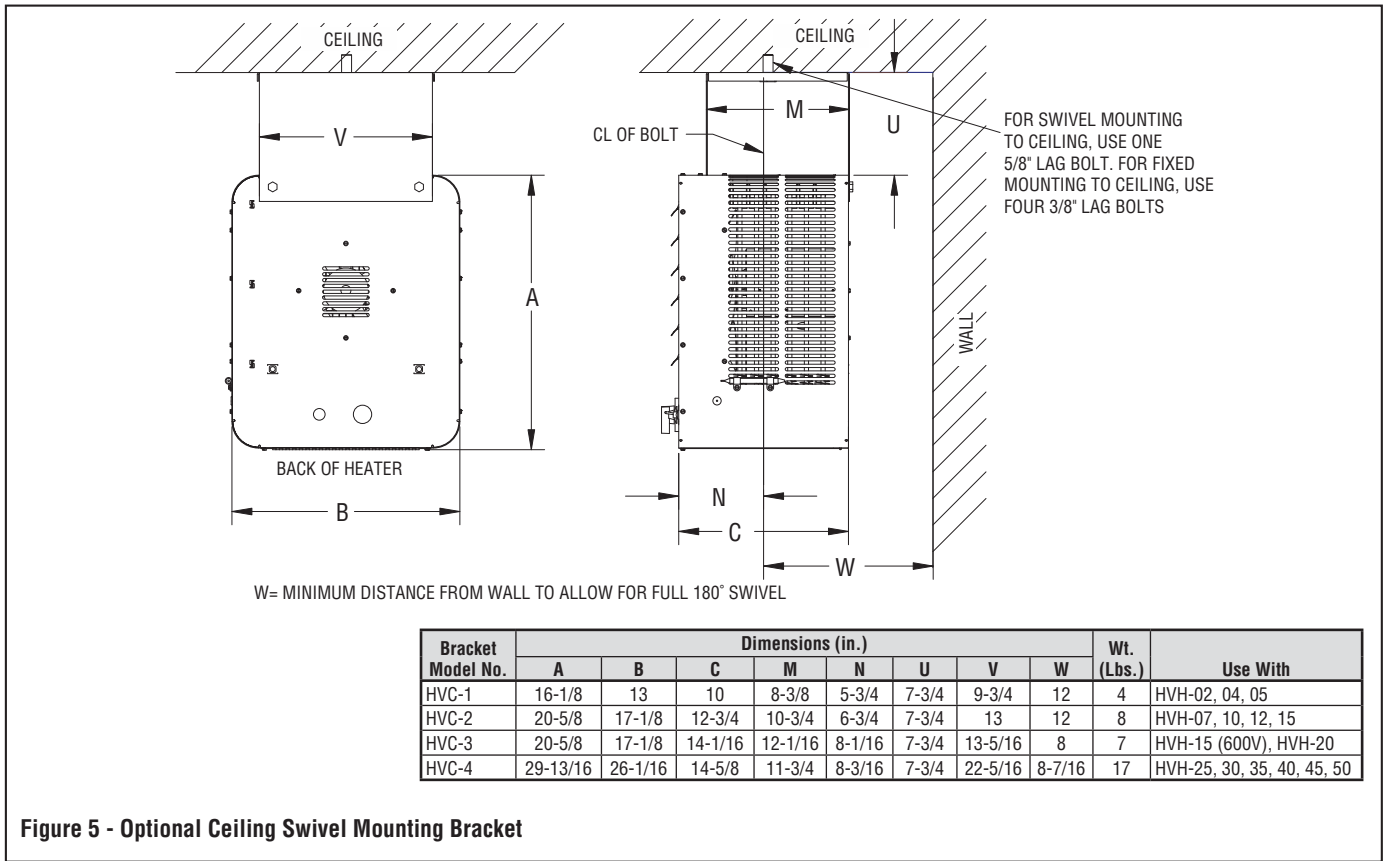 CEILING
V
A
BACK OF HEATER
B
CEILING
M
U
CL OF BOLT
FOR SWIVEL MOUNTING
TO CEILING, USE ONE
5/8" LAG BOLT. FOR FIXED
MOUNTING TO CEILING, USE
FOUR 3/8" LAG BOLTS
WALL
N
C
W
W= MINIMUM DISTANCE FROM WALL TO ALLOW FOR FULL 180° SWIVEL
Bracket Model No. Dimensions (in.) Wt. (Lbs.) Use With
A B C M N U V W
HVC-1 16-1/8 13 10 8-3/8 5-3/4 7-3/4 9-3/4 12 4 HVH-02, 04, 05
HVC-2 20-5/8 17-1/8 12-3/4 10-3/4 6-3/4 7-3/4 13 12 8 HVH-07, 10, 12, 15
HVC-3 20-5/8 17-1/8 14-1/16 12-1/16 8-1/16 7-3/4 13-5/16 8 7 HVH-15 (600V), HVH-20
HVC-4 29-13/16 26-1/16 14-5/8 11-3/4 8-3/16 7-3/4 22-5/16 8-7/16 17 HVH-25, 30, 35, 40, 45, 50
Figure 5 - Optional Ceiling Swivel Mounting Bracket